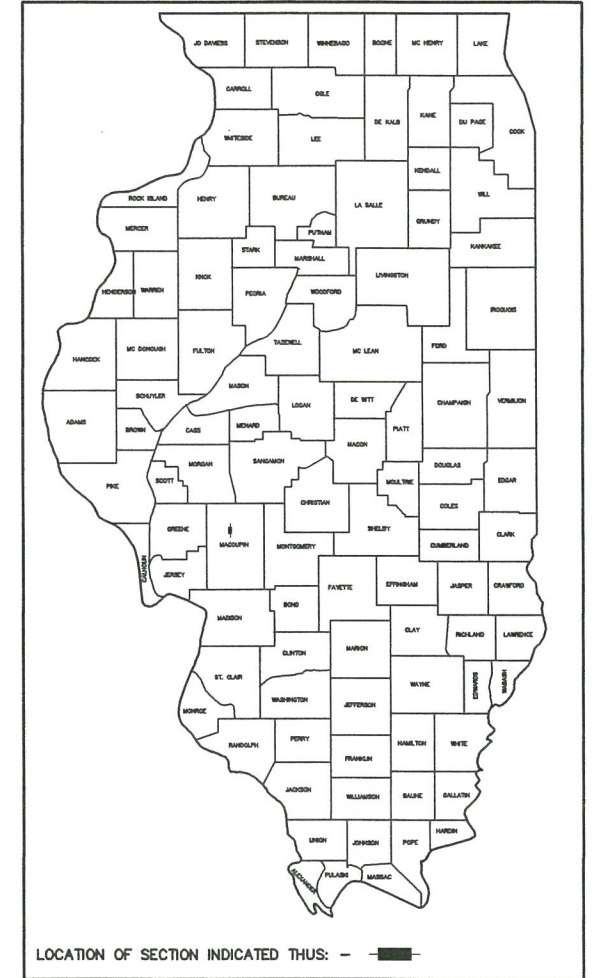 JO DAVIESS STEVENSON WINNEBAGO BOONE MC HENRY LAKE
CARROLL OGLE
DE KALB KANE DU PAGE COOK
WHITESIDE LEE
KENDALL
ROCK ISLAND HENRY BUREAU LA SALLE WILL
MERCER PUTNAM GRUNDY
STARK MARSHALL KANKAKEE
KNOX LIVINGSTON
HENDERSON WARREN PEORIA WOODFORD
IROQUOIS
HANCOCK MC DONOUGH FULTON TAZEWELL MC LEAN FORD
MASON
SCHUYLER LOGAN DE WITT CHAMPAIGN VERMILION
ADAMS BROWN CASS MENARD PIATT
MACON
MORGAN SANGAMON DOUGLAS
PIKE SCOTT MOULTRIE EDGAR
CHRISTIAN COLES
GREENE MACOUPIN SHELBY CLARK
MONTGOMERY CUMBERLAND
CALHOUN JERSEY FAYETTE EFFINGHAM JASPER CRAWFORD
MADISON BOND
CLAY RICHLAND LAWRENCE
CLINTON MARION
ST. CLAIR WAYNE EDWARDS WABASH
MONROE WASHINGTON JEFFERSON
RANDOLPH PERRY HAMILTON WHITE
FRANKLIN
JACKSON WILLIAMSON SALINE GALLATIN
UNION JOHNSON POPE HARDIN
ALEXANDER PULASKI MASSAC
LOCATION OF SECTION INDICATED THUS: -